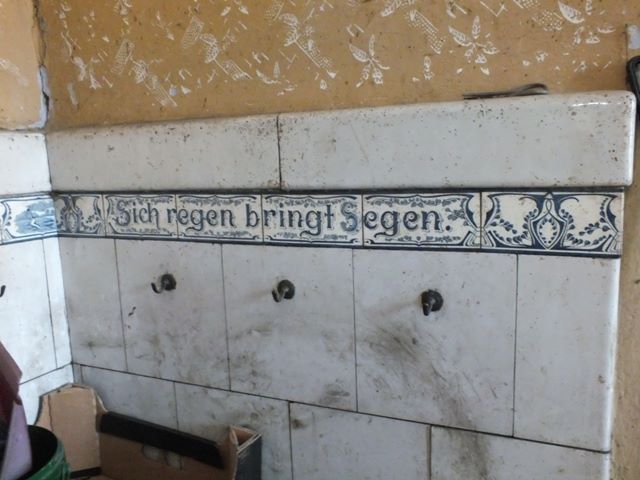 Sich regen bringt Segen.